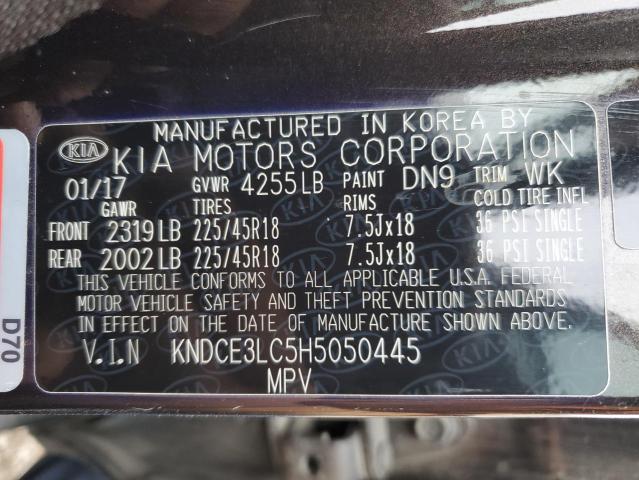 MANUFACTURED IN KOREA BY
KIA KIA MOTORS CORPORATION
01/17 GVWR 4255LB PAINT DN9 TRIM WK
GAWR TIRES RIMS COLD TIRE INFL
FRONT 2319LB 225/45R18 7.5Jx18 36 PSI SINGLE
REAR 2002LB 225/45R18 7.5Jx18 36 PSI SINGLE
THIS VEHICLE CONFORMS TO ALL APPLICABLE U.S.A. FEDERAL
MOTOR VEHICLE SAFETY AND THEFT PREVENTION STANDARDS
IN EFFECT ON THE DATE OF MANUFACTURE SHOWN ABOVE.
V.I.N KNDCE3LC5H5050445
MPV
D70